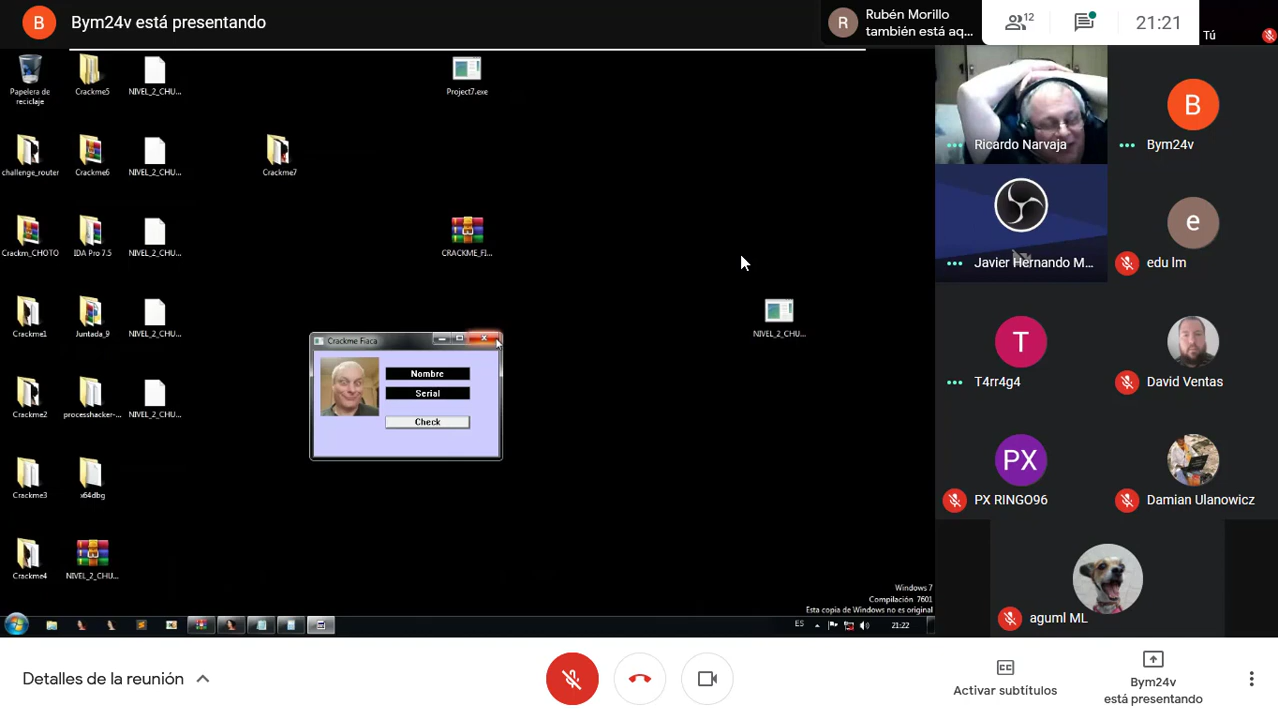 B
Bym24v está presentando
R
Rubén Morillo
también está aq...
12
21:21
Tú
Papelera de
reciclaje
Crackme5
NIVEL_2_CHU...
Project7.exe
challenge_router
Crackme6
NIVEL_2_CHU...
Crackme7
Crackm_CHOTO
IDA Pro 7.5
NIVEL_2_CHU...
CRACKME_FI...
Crackme1
Juntada_9
NIVEL_2_CHU...
NIVEL_2_CHU...
Crackme Fiaca
Nombre
Serial
Check
Crackme2
processhacker-...
NIVEL_2_CHU...
Crackme3
x64dbg
Crackme4
NIVEL_2_CHU...
Windows 7
Compilación 7601
Esta copia de Windows no es original
ES
21:22
Ricardo Narvaja
B
Bym24v
Javier Hernando M...
e
edu lm
T
T4rr4g4
David Ventas
PX
PX RINGO96
Damian Ulanowicz
aguml ML
Detalles de la reunión
CC
Activar subtítulos
Bym24v
está presentando